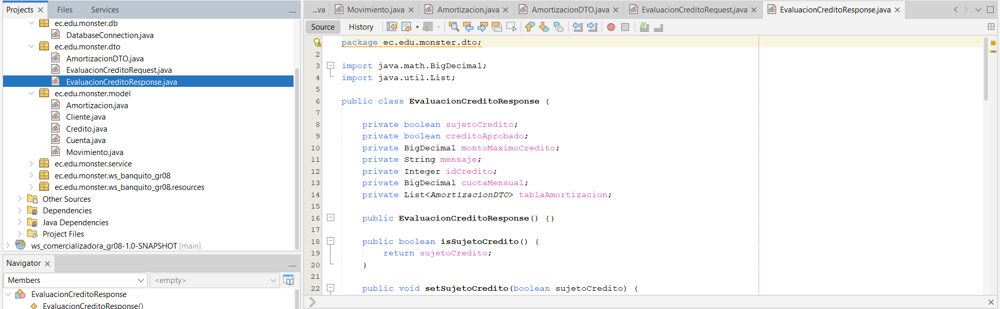 Projects
Files
Services
ec.edu.monster.db
DatabaseConnection.java
ec.edu.monster.dto
AmortizacionDTO.java
EvaluacionCreditoRequest.java
EvaluacionCreditoResponse.java
ec.edu.monster.model
Amortizacion.java
Cliente.java
Credito.java
Cuenta.java
Movimiento.java
ec.edu.monster.service
ec.edu.monster.ws_banquito_gr08
ec.edu.monster.ws_banquito_gr08.resources
Other Sources
Dependencies
Java Dependencies
Project Files
ws_comercializadora_gr08-1.0-SNAPSHOT [main]
Navigator
Members
<empty>
EvaluacionCreditoResponse
EvaluacionCreditoResponse()
...va
Movimiento.java
Amortizacion.java
AmortizacionDTO.java
EvaluacionCreditoRequest.java
EvaluacionCreditoResponse.java
Source
History
package ec.edu.monster.dto;
2
3 import java.math.BigDecimal;
4 import java.util.List;
5
6 public class EvaluacionCreditoResponse {
7
8 private boolean sujetoCredito;
9 private boolean creditoAprobado;
10 private BigDecimal montoMaximoCredito;
11 private String mensaje;
12 private Integer idCredito;
13 private BigDecimal cuotaMensual;
14 private List<AmortizacionDTO> tablaAmortizacion;
15
16 public EvaluacionCreditoResponse() {}
17
18 public boolean isSujetoCredito() {
19 return sujetoCredito;
20 }
21
22 public void setSujetoCredito(boolean sujetoCredito) {